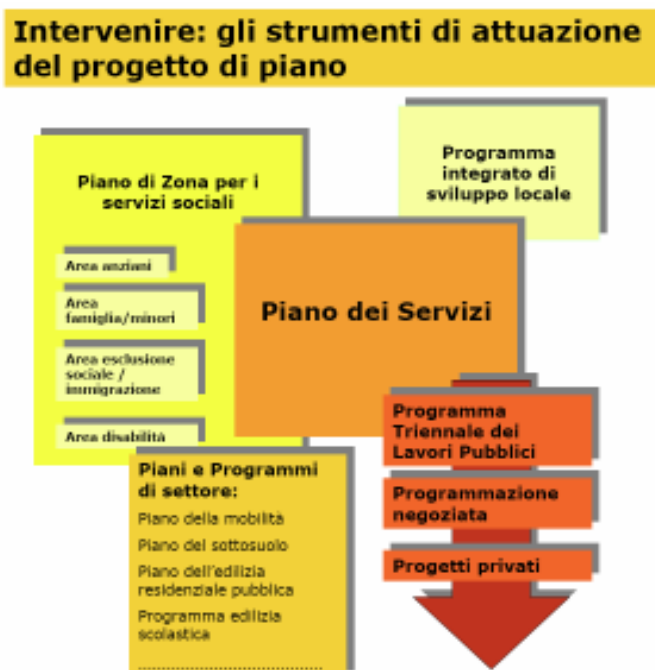 Intervenire: gli strumenti di attuazione
del progetto di piano
Piano di Zona per i
servizi sociali
Area anziani
Area
famiglia/minori
Area esclusione
sociale /
immigrazione
Area disabilità
Programma
integrato di
sviluppo locale
Piano dei Servizi
Programma
Triennale dei
Lavori Pubblici
Programmazione
negoziata
Progetti privati
Piani e Programmi
di settore:
Piano della mobilità
Piano del sottosuolo
Piano dell'edilizia
residenziale pubblica
Programma edilizia
scolastica
....................................